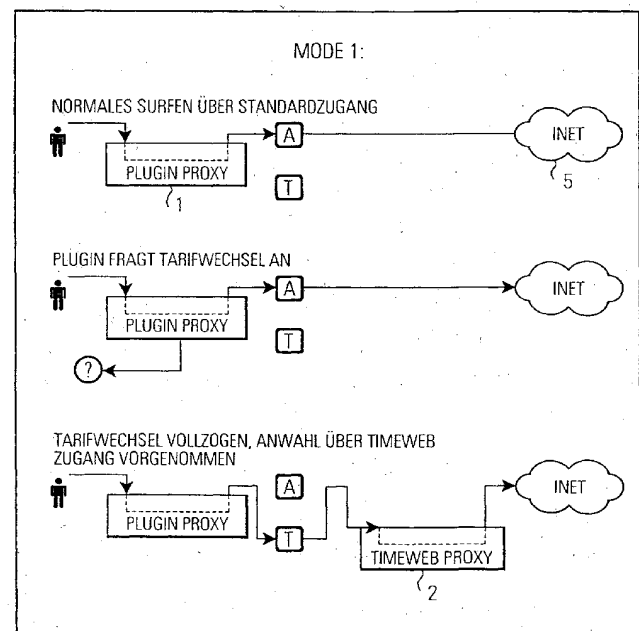 MODE 1:
NORMALES SURFEN ÜBER STANDARDZUGANG
A
INET
PLUGIN PROXY
1
5
T
PLUGIN FRAGT TARIFWECHSEL AN
A
INET
PLUGIN PROXY
T
?
TARIFWECHSEL VOLLZOGEN, ANWAHL ÜBER TIMEWEB
ZUGANG VORGENOMMEN
A
INET
PLUGIN PROXY
T
TIMEWEB PROXY
2